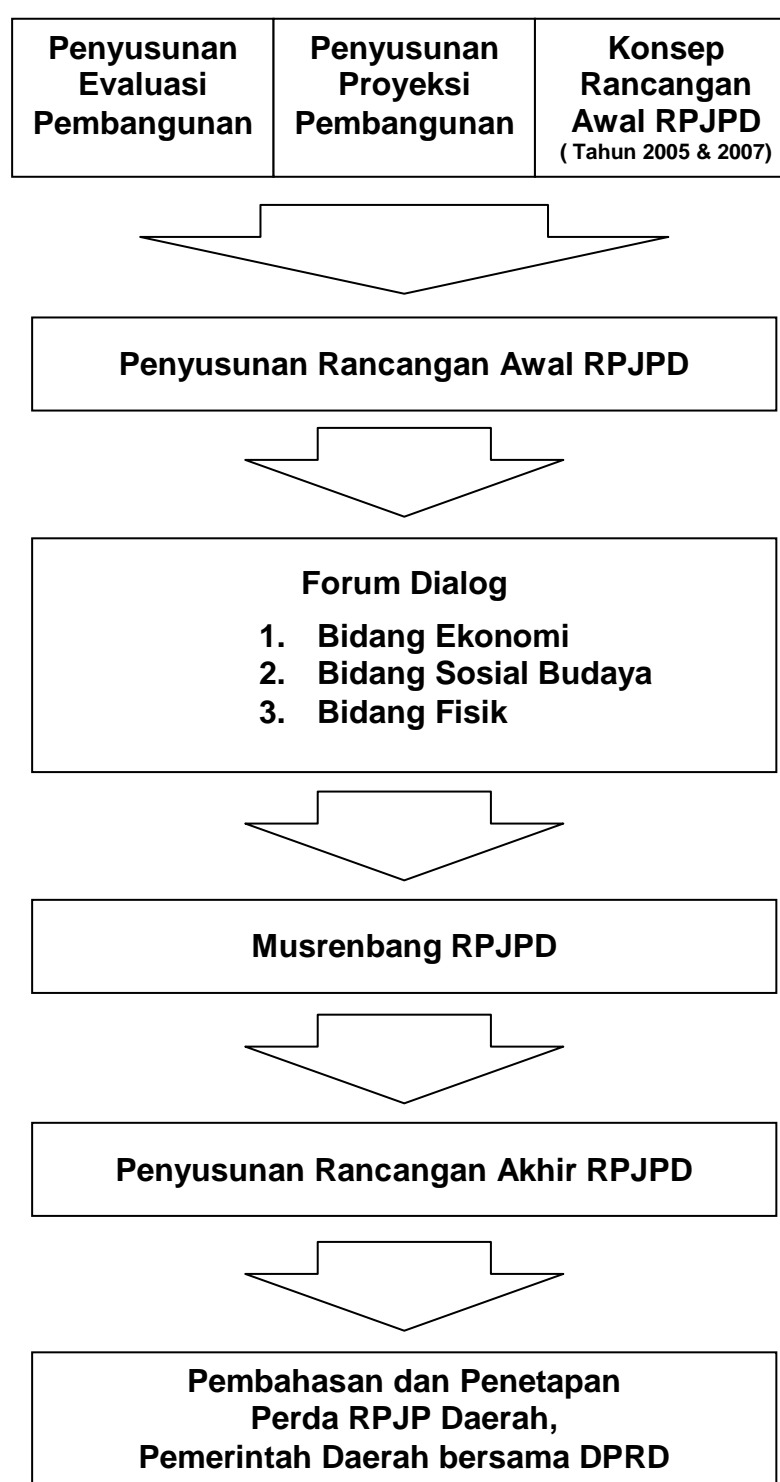 Penyusunan
Evaluasi
Pembangunan
Penyusunan
Proyeksi
Pembangunan
Konsep
Rancangan
Awal RPJPD
( Tahun 2005 & 2007)
Penyusunan Rancangan Awal RPJPD
Forum Dialog
1. Bidang Ekonomi
2. Bidang Sosial Budaya
3. Bidang Fisik
Musrenbang RPJPD
Penyusunan Rancangan Akhir RPJPD
Pembahasan dan Penetapan
Perda RPJP Daerah,
Pemerintah Daerah bersama DPRD